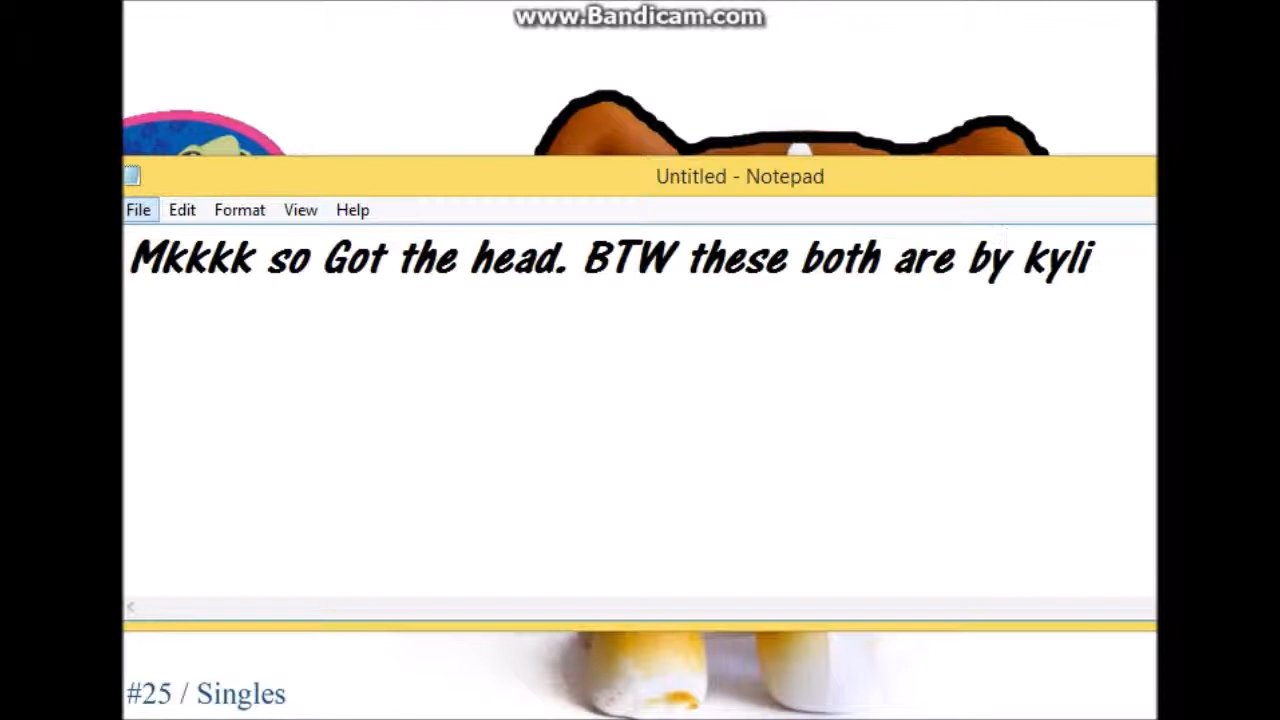 www.Bandicam.com
Untitled - Notepad
File Edit Format View Help
Mkkkk so Got the head. BTW these both are by kyli
#25 / Singles